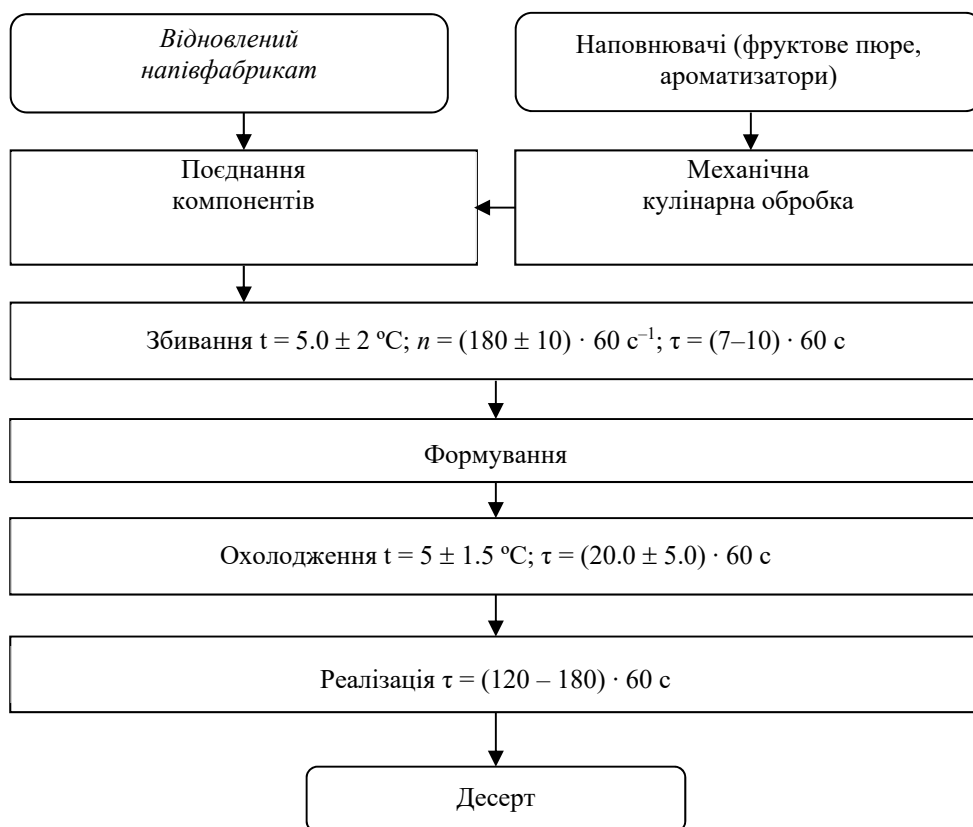 Відновлений
напівфабрикат
Наповнювачі (фруктове пюре,
ароматизатори)
Поєднання
компонентів
Механічна
кулінарна обробка
Збивання t = 5.0 ± 2 ºC; n = (180 ± 10) · 60 с⁻¹; τ = (7–10) · 60 с
Формування
Охолодження t = 5 ± 1.5 ºC; τ = (20.0 ± 5.0) · 60 с
Реалізація τ = (120 – 180) · 60 с
Десерт